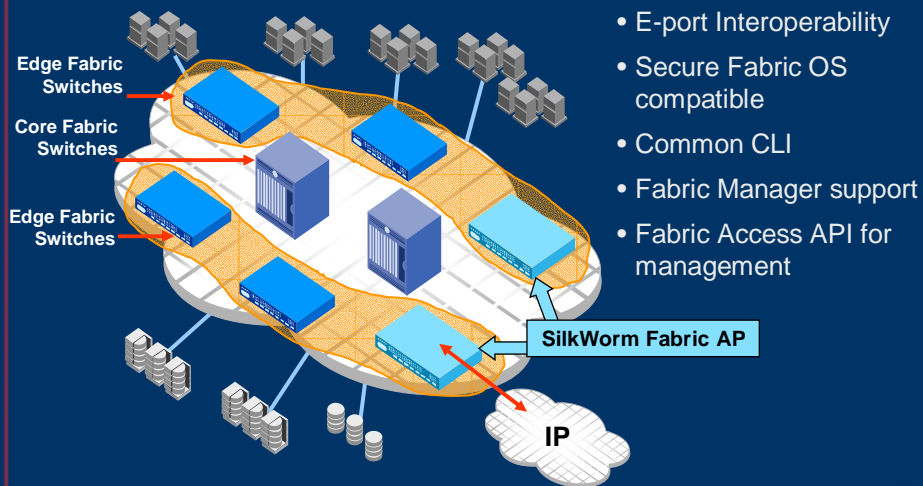 Edge Fabric
Switches
Core Fabric
Switches
Edge Fabric
Switches
• E-port Interoperability
• Secure Fabric OS
compatible
• Common CLI
• Fabric Manager support
• Fabric Access API for
management
SilkWorm Fabric AP
IP